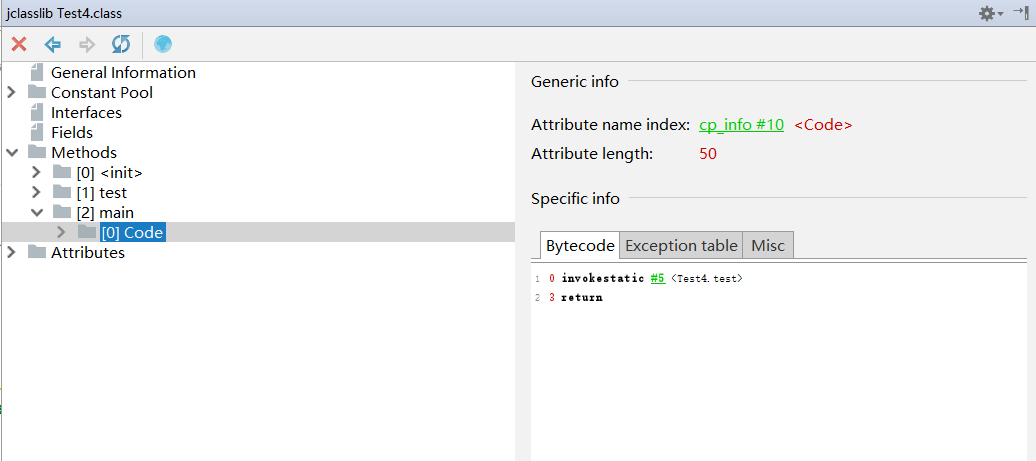 jclasslib Test4.class
General Information
Constant Pool
Interfaces
Fields
Methods
[0] <init>
[1] test
[2] main
[0] Code
Attributes
Generic info
Attribute name index: cp_info #10 <Code>
Attribute length: 50
Specific info
Bytecode Exception table Misc
1 0 invokestatic #5 <Test4.test>
2 3 return